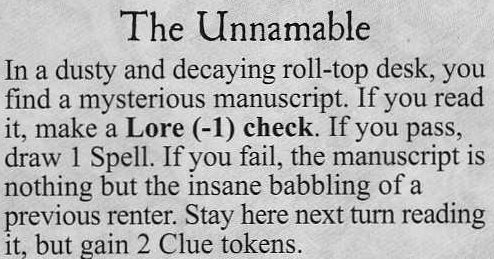 The Unnamable
In a dusty and decaying roll-top desk, you
find a mysterious manuscript. If you read
it, make a Lore (-1) check. If you pass,
draw 1 Spell. If you fail, the manuscript is
nothing but the insane babbling of a
previous renter. Stay here next turn reading
it, but gain 2 Clue tokens.